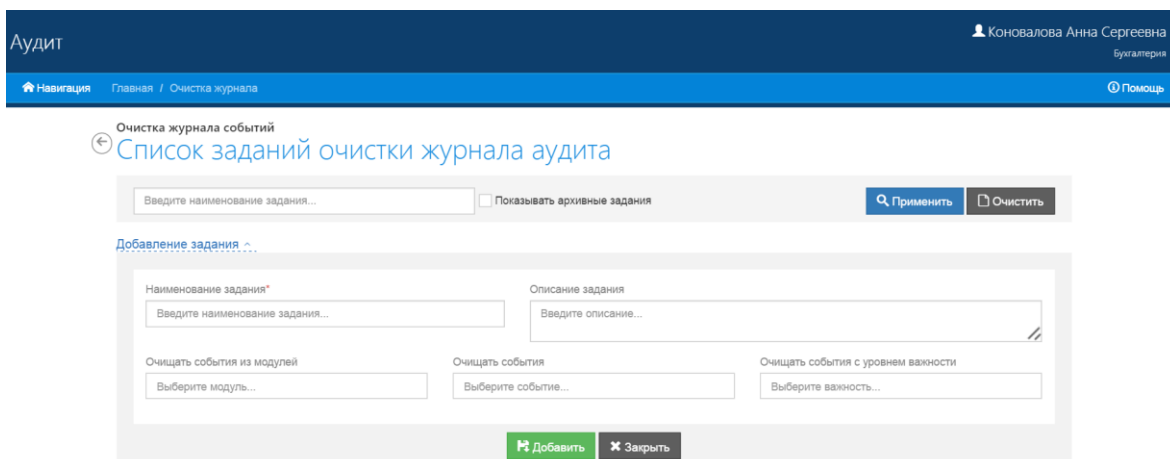 Аудит
Коновалова Анна Сергеевна
Бухгалтерия
Навигация Главная / Очистка журнала Помощь
Очистка журнала событий
Список заданий очистки журнала аудита
Введите наименование задания... Показывать архивные задания Применить Очистить
Добавление задания
Наименование задания* Описание задания
Введите наименование задания... Введите описание...
Очищать события из модулей Очищать события Очищать события с уровнем важности
Выберите модуль... Выберите событие... Выберите важность...
Добавить Закрыть